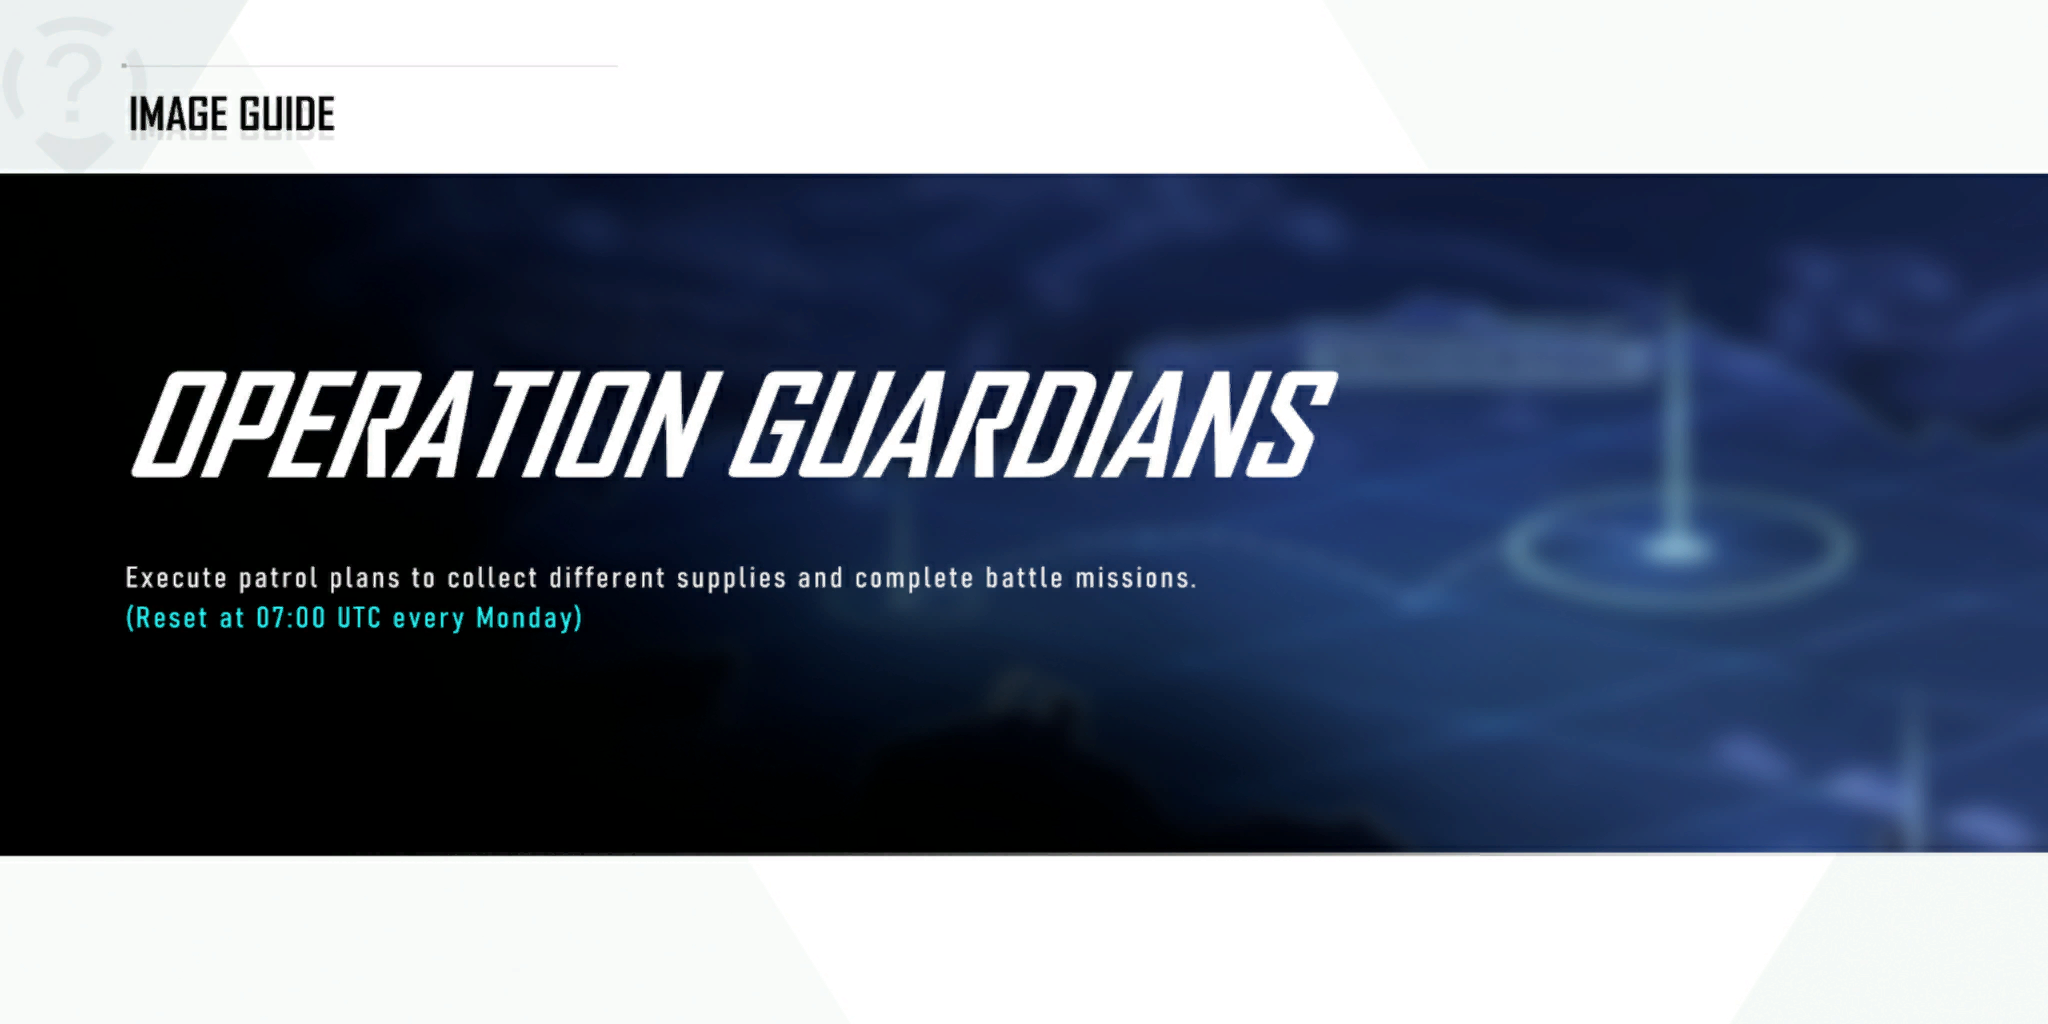 IMAGE GUIDE
OPERATION GUARDIANS
Execute patrol plans to collect different supplies and complete battle missions.
(Reset at 07:00 UTC every Monday)